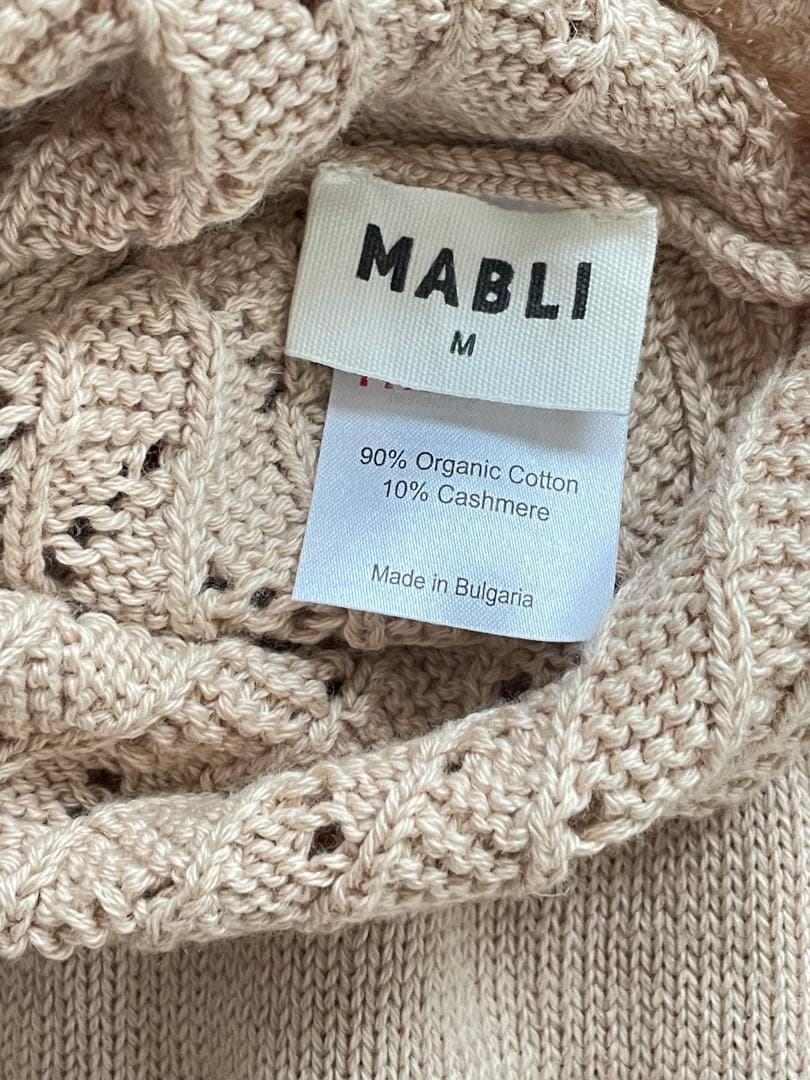 MABLI
M
90% Organic Cotton
10% Cashmere
Made in Bulgaria